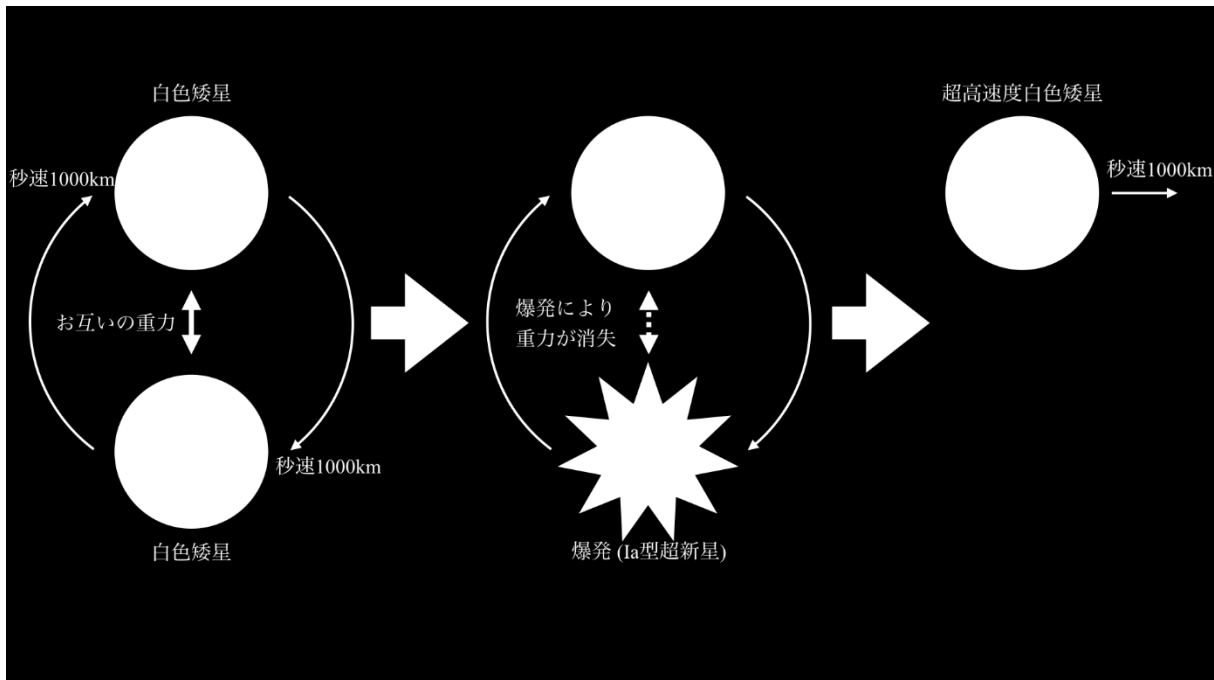 白色矮星
秒速1000km
お互いの重力
秒速1000km
白色矮星
爆発により
重力が消失
爆発 (Ia型超新星)
超高速度白色矮星
秒速1000km